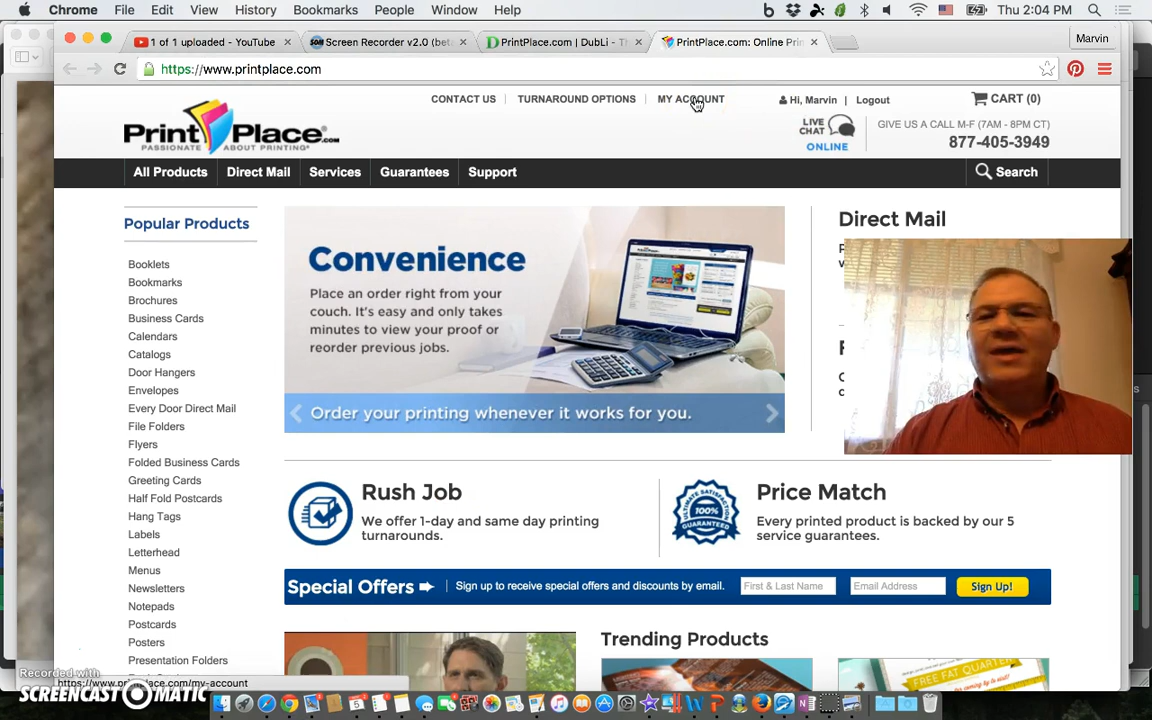 Chrome File Edit View History Bookmarks People Window Help Thu 2:04 PM
1 of 1 uploaded - YouTube
Screen Recorder v2.0 (bet
PrintPlace.com | DubLi - T
PrintPlace.com: Online Prin
Marvin
https://www.printplace.com
CONTACT US | TURNAROUND OPTIONS | MY ACCOUNT
Hi, Marvin | Logout
CART (0)
PrintPlace.com
PASSIONATE ABOUT PRINTING®
LIVE CHAT
ONLINE
GIVE US A CALL M-F (7AM - 8PM CT)
877-405-3949
All Products Direct Mail Services Guarantees Support Search
Popular Products
Booklets
Bookmarks
Brochures
Business Cards
Calendars
Catalogs
Door Hangers
Envelopes
Every Door Direct Mail
File Folders
Flyers
Folded Business Cards
Greeting Cards
Half Fold Postcards
Hang Tags
Labels
Letterhead
Menus
Newsletters
Notepads
Postcards
Posters
Presentation Folders
Convenience
Place an order right from your
couch. It's easy and only takes
minutes to view your proof or
reorder previous jobs.
Order your printing whenever it works for you.
Direct Mail
Rush Job
We offer 1-day and same day printing
turnarounds.
ULTIMATE SATISFACTION
100%
GUARANTEED
Price Match
Every printed product is backed by our 5
service guarantees.
Special Offers
Sign up to receive special offers and discounts by email.
First & Last Name
Email Address
Sign Up!
Trending Products
FREE FAT QUARTER
Recorded with
SCREENCAST-O-MATIC
https://www.printplace.com/my-account